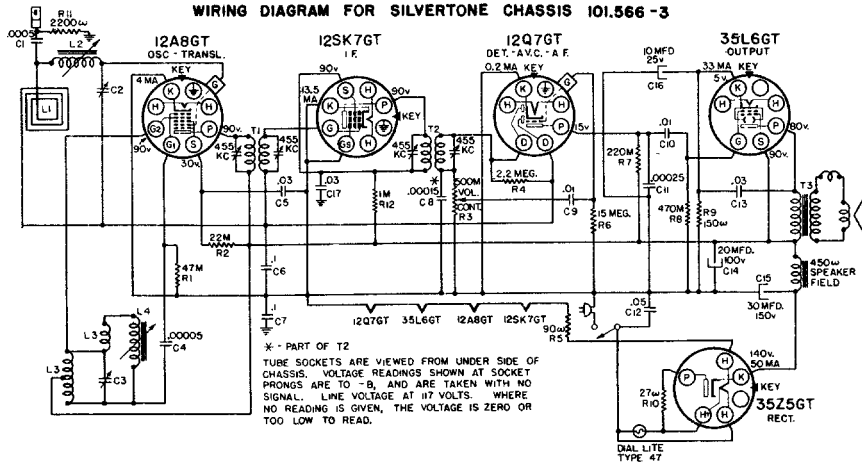 WIRING DIAGRAM FOR SILVERTONE CHASSIS 101.566-3
R11
2200ω
.0005
C1
L2
L1
C2
12A8GT
OSC - TRANSL.
KEY
4 MA
K
G
H
H
G2
P
G1
S
90v.
30v.
90v.
T1
455
KC
455
KC
12SK7GT
I F.
90v
13.5
MA
S
H
K
P
G
GS
H
90v
KEY
.03
C5
.03
C17
T2
455
KC
455
KC
*
.00015
C8
1M
R12
500M
VOL.
CONT.
R3
12Q7GT
DET. - A.V.C. - A F.
0.2 MA
KEY
K
G
H
H
P
D
D
15v
2.2 MEG.
R4
.01
C9
15 MEG.
R6
10 MFD
25v
C16
220M
R7
.01
C10
.00025
C11
470M
R8
35L6GT
OUTPUT
33 MA
5v
KEY
K
H
H
P
G
S
80v.
90v.
R9
150ω
.03
C13
T3
20MFD.
100v
C14
450ω
SPEAKER
FIELD
C15
30 MFD.
150v
22M
R2
47M
R1
.1
C6
.1
C7
L3
L3
L4
C3
.00005
C4
12Q7GT
35L6GT
12A8GT
12SK7GT
90ω
R5
.05
C12
* - PART OF T2
TUBE SOCKETS ARE VIEWED FROM UNDER SIDE OF
CHASSIS. VOLTAGE READINGS SHOWN AT SOCKET
PRONGS ARE TO -B, AND ARE TAKEN WITH NO
SIGNAL. LINE VOLTAGE AT 117 VOLTS. WHERE
NO READING IS GIVEN, THE VOLTAGE IS ZERO OR
TOO LOW TO READ.
27ω
R10
P
H
K
H
140v.
50 MA
KEY
35Z5GT
RECT.
DIAL LITE
TYPE 47